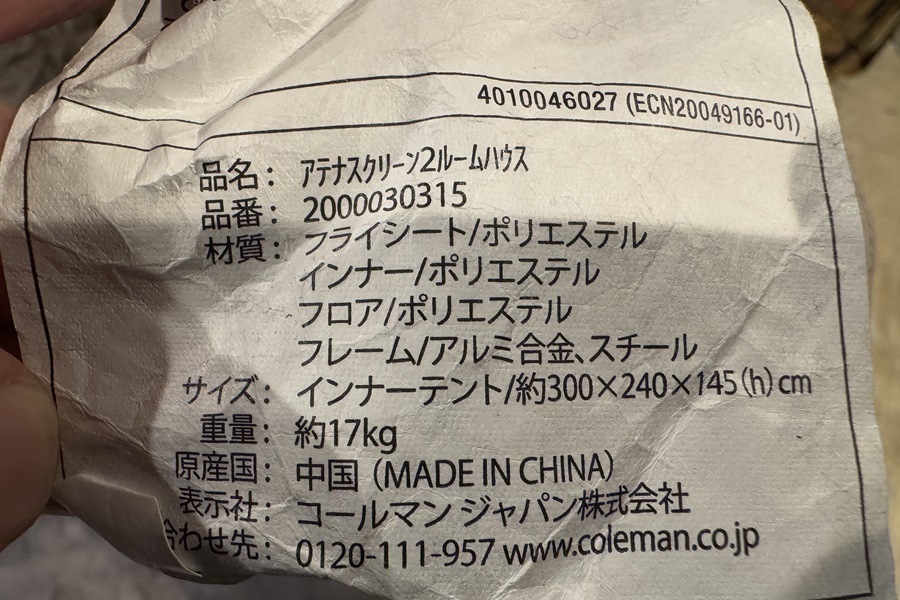 4010046027 (ECN20049166-01)
品名： アテナスクリーン2ルームハウス
品番： 2000030315
材質： フライシート/ポリエステル
インナー/ポリエステル
フロア/ポリエステル
フレーム/アルミ合金、スチール
サイズ： インナーテント/約300×240×145(h)cm
重量： 約17kg
原産国： 中国 (MADE IN CHINA)
表示社： コールマン ジャパン株式会社
合わせ先： 0120-111-957 www.coleman.co.jp